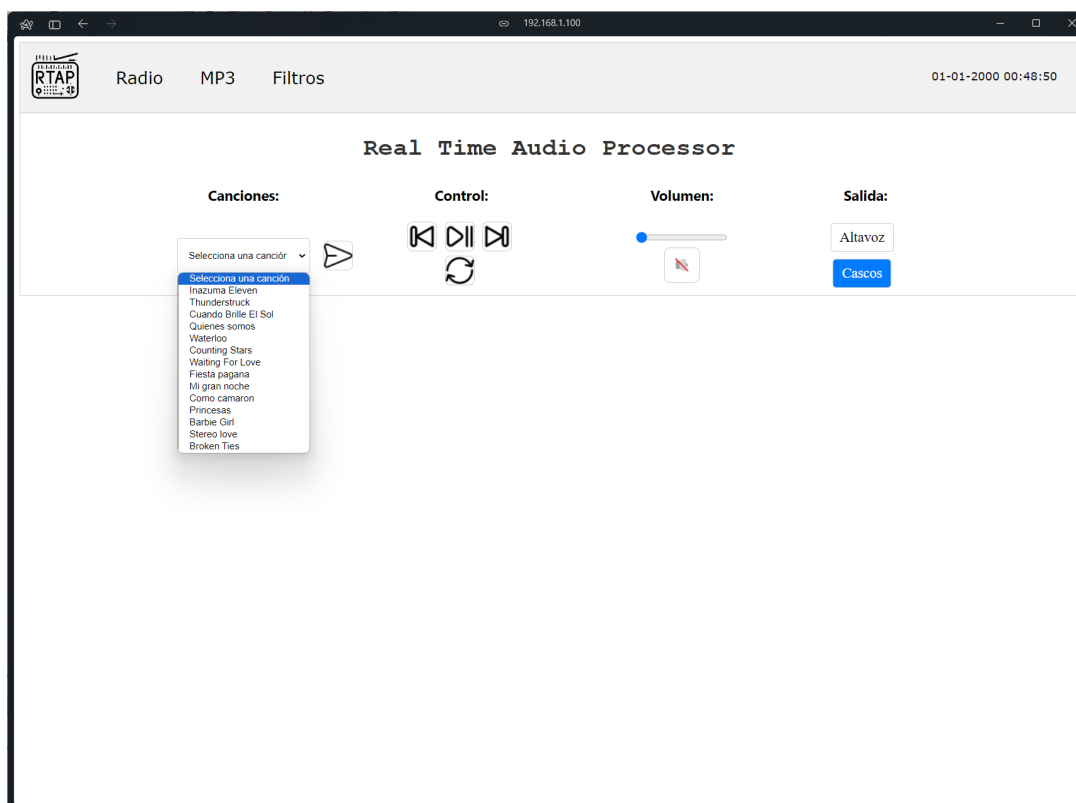 192.168.1.100
RTAP
Radio MP3 Filtros
01-01-2000 00:48:50
Real Time Audio Processor
Canciones: Control: Volumen: Salida:
Selecciona una canción
Altavoz
Cascos
Selecciona una canción
Inazuma Eleven
Thunderstruck
Cuando Brille El Sol
Quienes somos
Waterloo
Counting Stars
Waiting For Love
Fiesta pagana
Mi gran noche
Como camaron
Princesas
Barbie Girl
Stereo love
Broken Ties